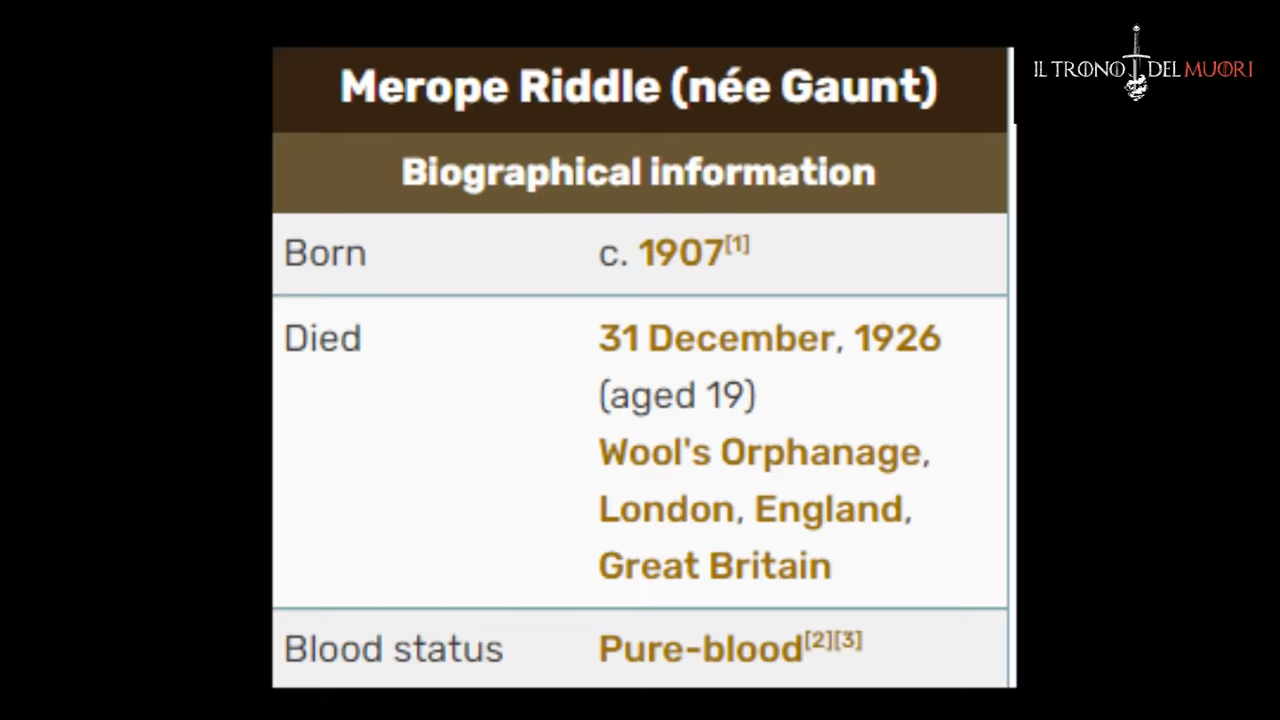 Merope Riddle (née Gaunt)
IL TRONO DEL MUORI
Biographical information
Born c. 1907[1]
Died 31 December, 1926
(aged 19)
Wool's Orphanage,
London, England,
Great Britain
Blood status Pure-blood[2][3]